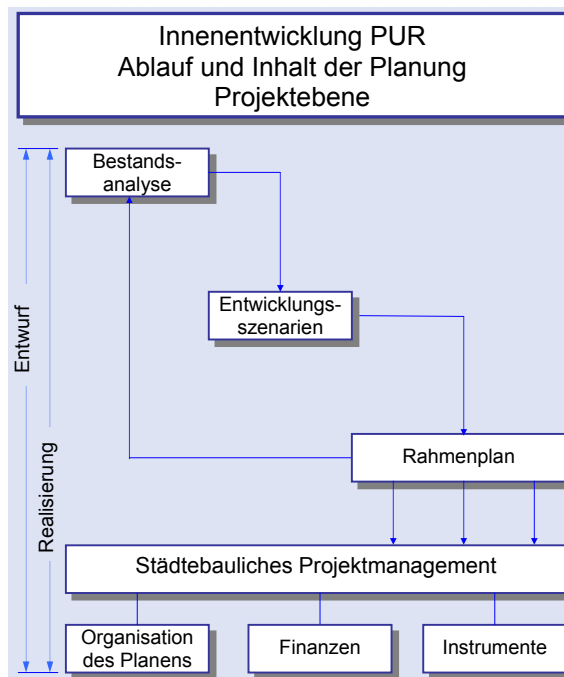 Innenentwicklung PUR
Ablauf und Inhalt der Planung
Projektebene
Bestands-
analyse
Entwicklungs-
szenarien
Entwurf
Realisierung
Rahmenplan
Städtebauliches Projektmanagement
Organisation
des Planens
Finanzen
Instrumente